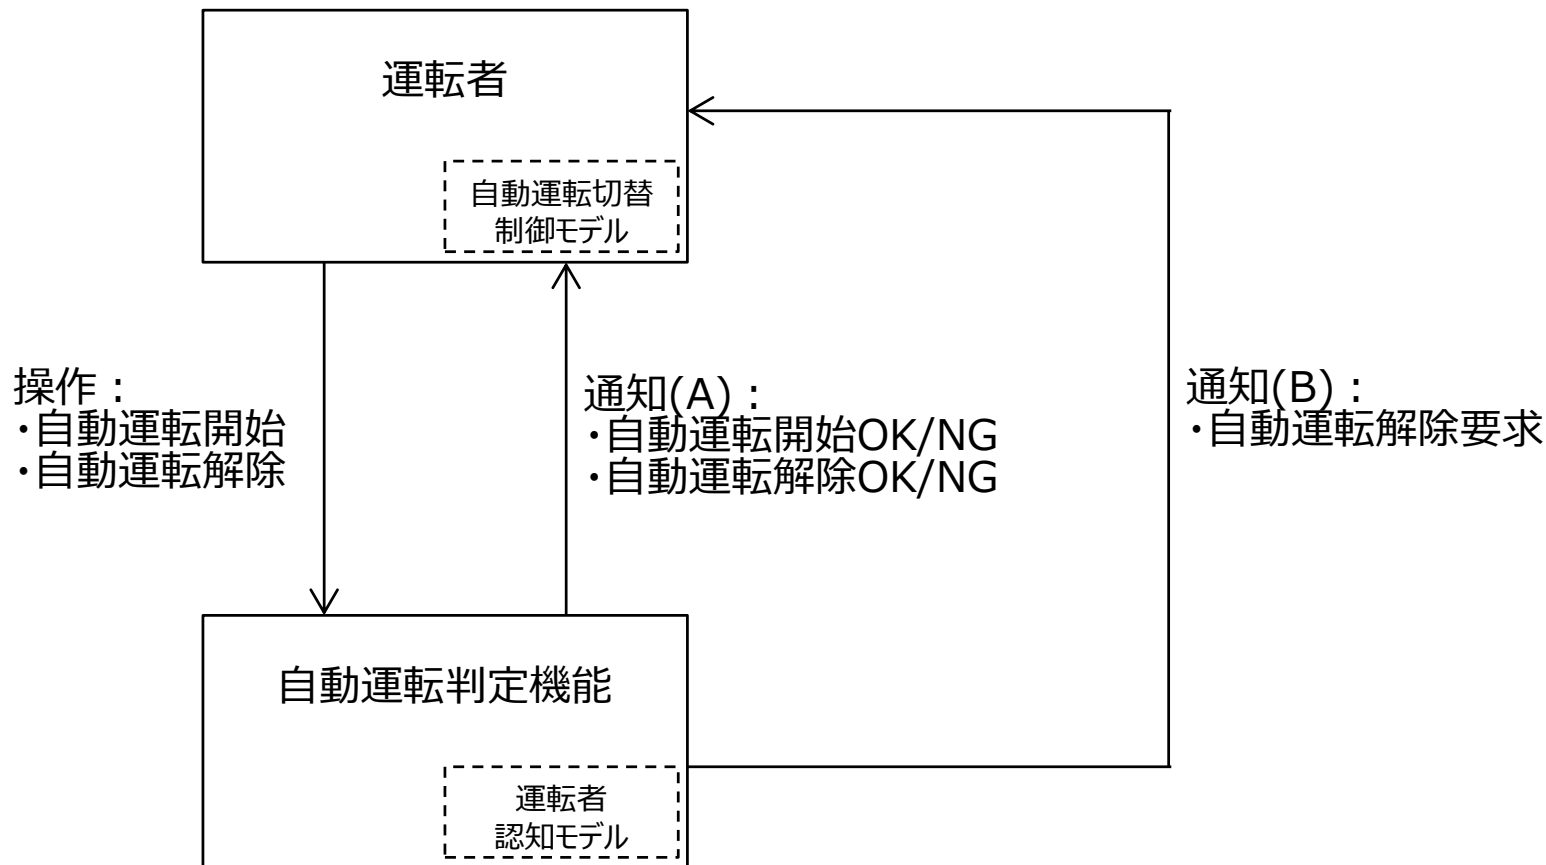 運転者
自動運転切替
制御モデル
操作：
・自動運転開始
・自動運転解除
通知(A)：
・自動運転開始OK/NG
・自動運転解除OK/NG
通知(B)：
・自動運転解除要求
自動運転判定機能
運転者
認知モデル